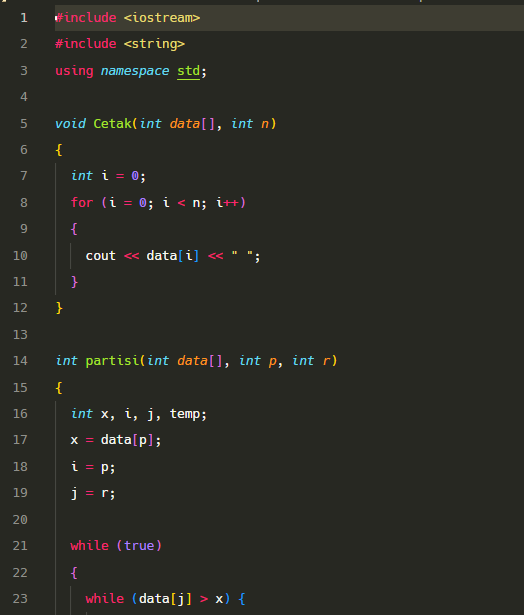 1 #include <iostream>
2 #include <string>
3 using namespace std;
4
5 void Cetak(int data[], int n)
6 {
7 int i = 0;
8 for (i = 0; i < n; i++)
9 {
10 cout << data[i] << " ";
11 }
12 }
13
14 int partisi(int data[], int p, int r)
15 {
16 int x, i, j, temp;
17 x = data[p];
18 i = p;
19 j = r;
20
21 while (true)
22 {
23 while (data[j] > x) {